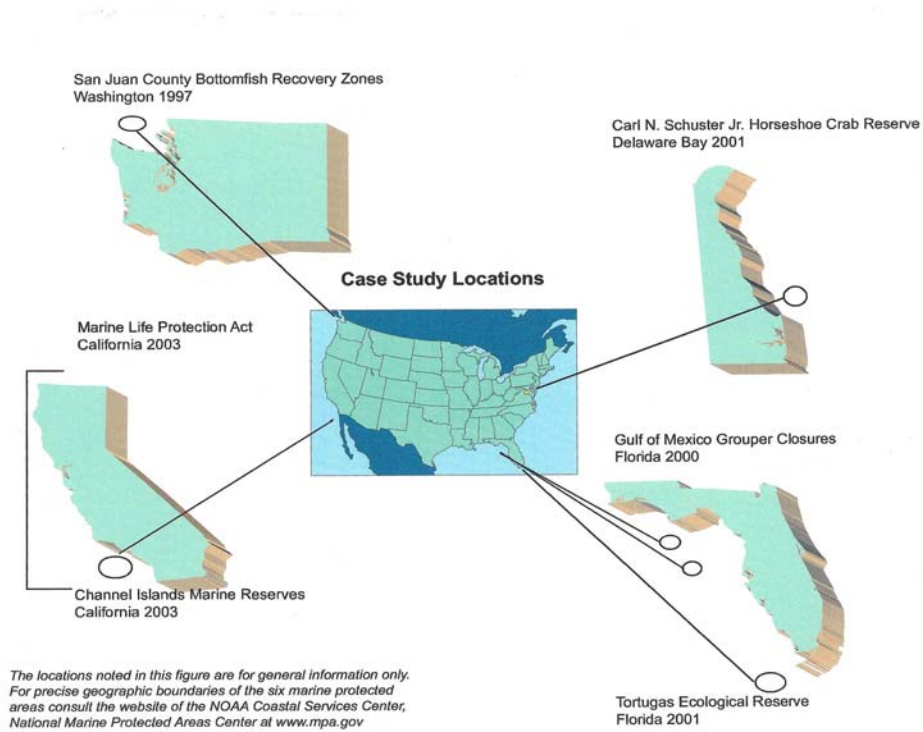 San Juan County Bottomfish Recovery Zones
Washington 1997
Carl N. Schuster Jr. Horseshoe Crab Reserve
Delaware Bay 2001
Case Study Locations
Marine Life Protection Act
California 2003
Gulf of Mexico Grouper Closures
Florida 2000
Channel Islands Marine Reserves
California 2003
The locations noted in this figure are for general information only.
For precise geographic boundaries of the six marine protected
areas consult the website of the NOAA Coastal Services Center,
National Marine Protected Areas Center at www.mpa.gov
Tortugas Ecological Reserve
Florida 2001